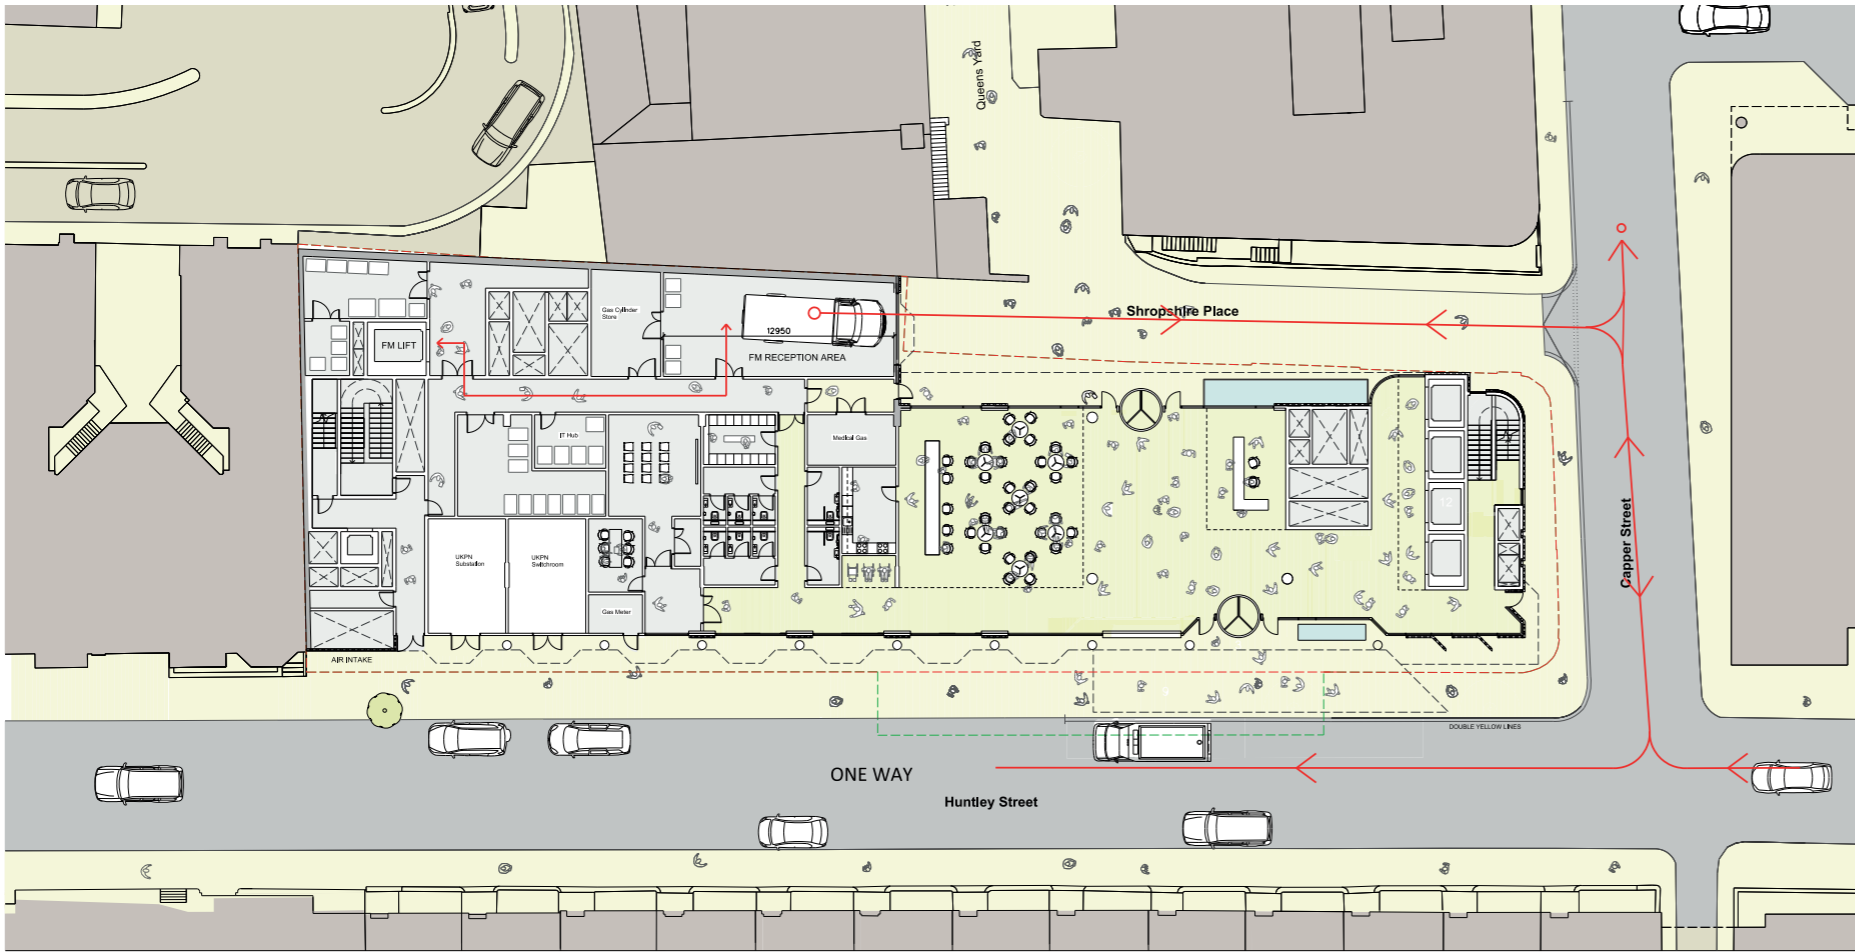 Queens Yard
Gas Cylinder
Store
12950
Shropshire Place
FM LIFT
FM RECEPTION AREA
IT Hub
Medical Gas
12
UKPN
Substation
UKPN
Switchroom
Capper Street
Gas Meter
AIR INTAKE
DOUBLE YELLOW LINES
ONE WAY
Huntley Street